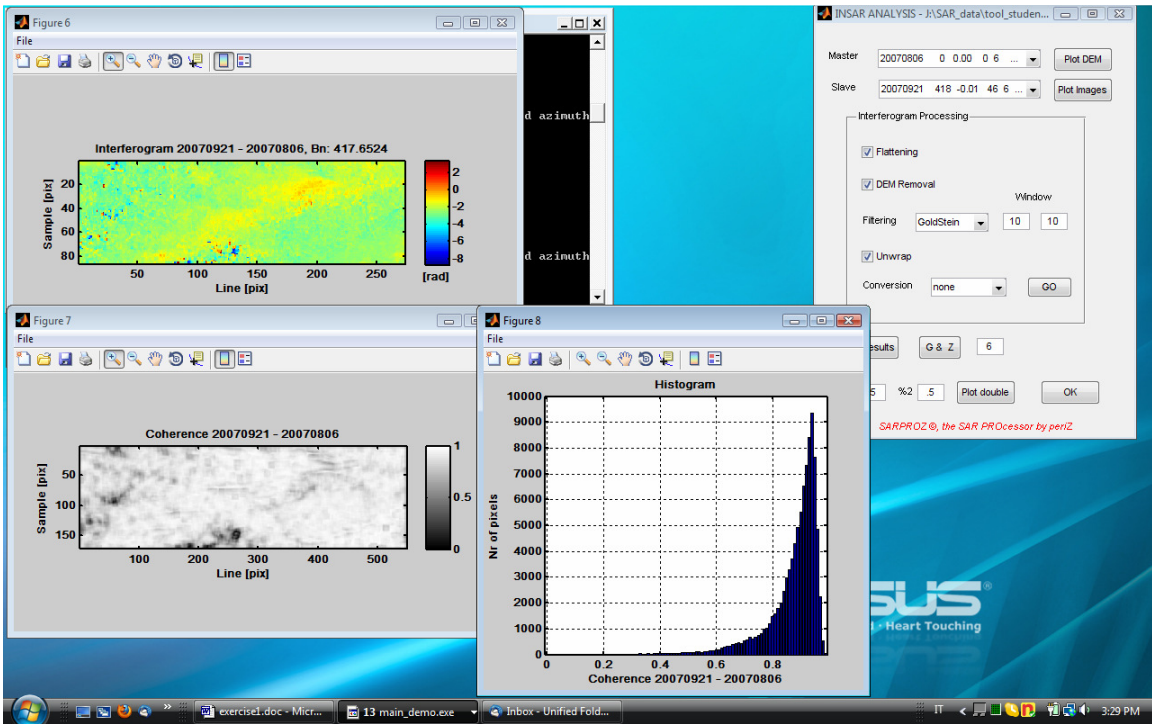 Figure 6
File
Interferogram 20070921 - 20070806, Bn: 417.6524
Sample [pix]
20
40
60
80
50
100
150
200
250
Line [pix]
2
0
-2
-4
-6
-8
[rad]
d azimuth
d azimuth
Figure 7
File
Coherence 20070921 - 20070806
Sample [pix]
50
100
150
100
200
300
400
500
Line [pix]
1
0.5
0
Figure 8
File
Histogram
Nr of pixels
10000
9000
8000
7000
6000
5000
4000
3000
2000
1000
0
0
0.2
0.4
0.6
0.8
Coherence 20070921 - 20070806
INSAR ANALYSIS - J:\SAR_data\tool_studen...
Master
20070806 0 0.00 0 6 ...
Plot DEM
Slave
20070921 418 -0.01 46 6 ...
Plot Images
Interferogram Processing
Flattening
DEM Removal
Window
Filtering
GoldStein
10
10
Unwrap
Conversion
none
GO
esults
G & Z
6
5
%2
.5
Plot double
OK
SARPROZ ©, the SAR PROcessor by periZ
SUS®
· Heart Touching
exercise1.doc - Micr...
13 main_demo.exe
Inbox - Unified Fold...
IT
3:29 PM